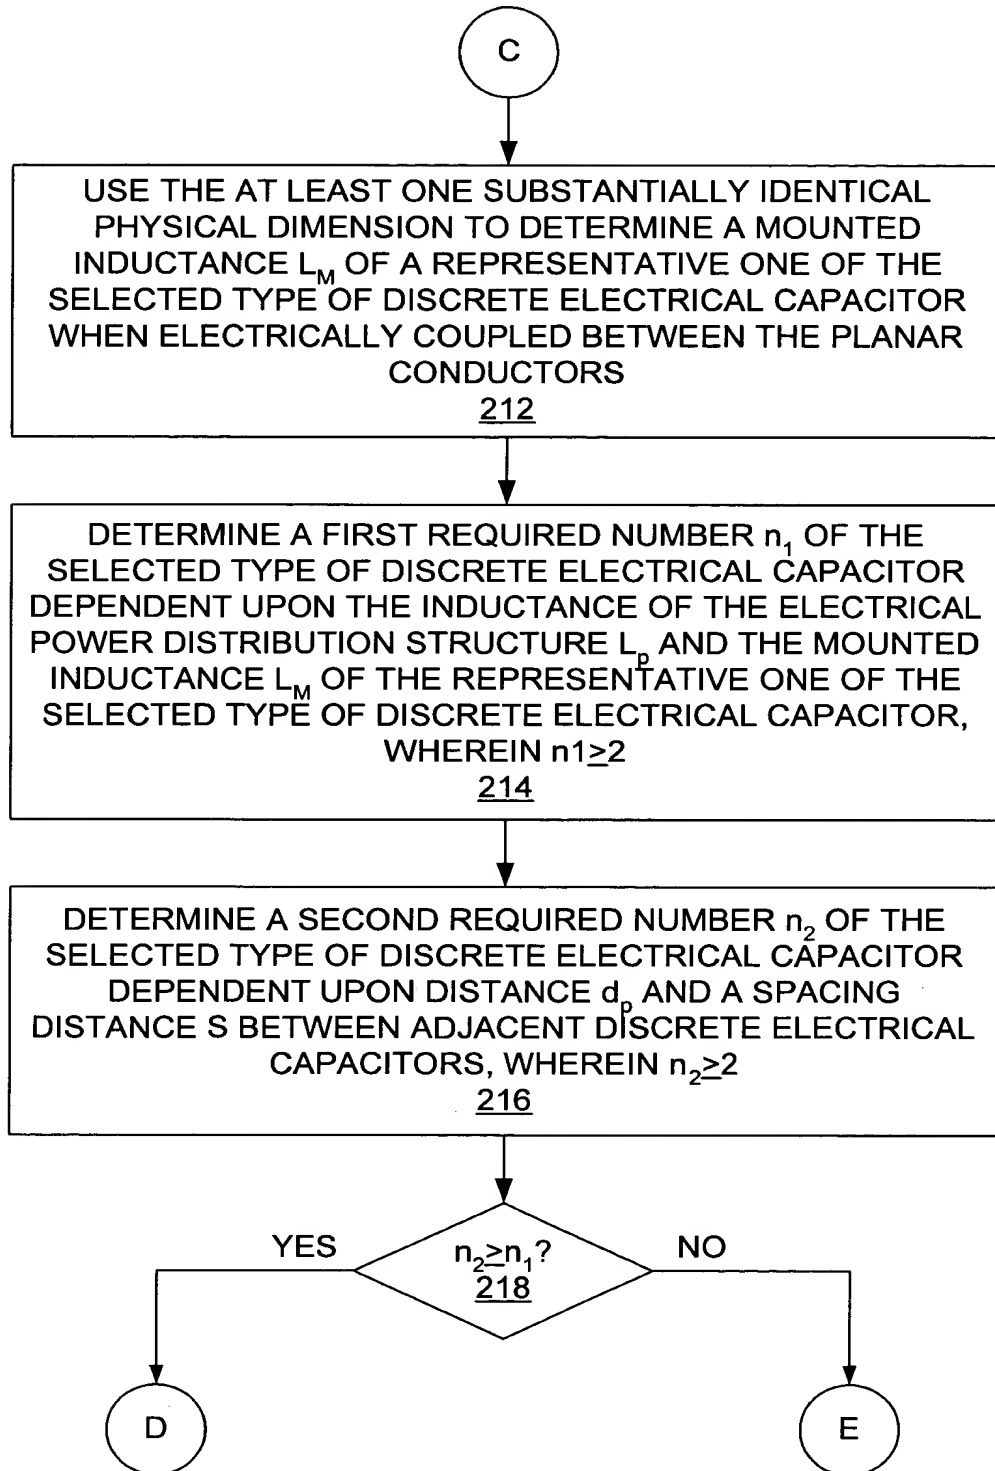 C
USE THE AT LEAST ONE SUBSTANTIALLY IDENTICAL
PHYSICAL DIMENSION TO DETERMINE A MOUNTED
INDUCTANCE L_M OF A REPRESENTATIVE ONE OF THE
SELECTED TYPE OF DISCRETE ELECTRICAL CAPACITOR
WHEN ELECTRICALLY COUPLED BETWEEN THE PLANAR
CONDUCTORS
212
DETERMINE A FIRST REQUIRED NUMBER n₁ OF THE
SELECTED TYPE OF DISCRETE ELECTRICAL CAPACITOR
DEPENDENT UPON THE INDUCTANCE OF THE ELECTRICAL
POWER DISTRIBUTION STRUCTURE Lₚ AND THE MOUNTED
INDUCTANCE L_M OF THE REPRESENTATIVE ONE OF THE
SELECTED TYPE OF DISCRETE ELECTRICAL CAPACITOR,
WHEREIN n1≥2
214
DETERMINE A SECOND REQUIRED NUMBER n₂ OF THE
SELECTED TYPE OF DISCRETE ELECTRICAL CAPACITOR
DEPENDENT UPON DISTANCE dₚ AND A SPACING
DISTANCE S BETWEEN ADJACENT DISCRETE ELECTRICAL
CAPACITORS, WHEREIN n₂≥2
216
YES
n₂≥n₁?
NO
218
D
E